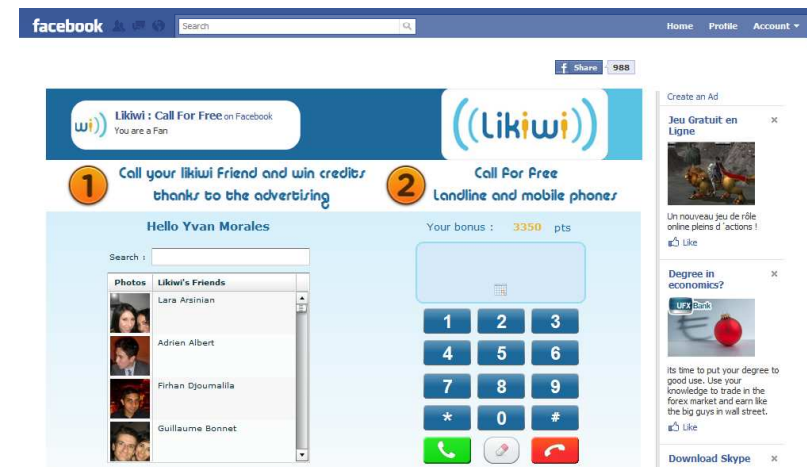 facebook
Search
Home Profile Account
Share 988
Likiwi : Call For Free on Facebook
You are a Fan
wi))
((Likiwi))
1 Call your likiwi Friend and win credits
thanks to the advertising
2 Call For Free
Landline and mobile phones
Hello Yvan Morales
Search :
Photos Likiwi's Friends
Lara Arsinian
Adrien Albert
Firhan Djoumalila
Guillaume Bonnet
Your bonus : 3350 pts
1 2 3
4 5 6
7 8 9
* 0 #
Create an Ad
Jeu Gratuit en
Ligne
Un nouveau jeu de rôle
online pleins d´actions !
Like
Degree in
economics?
UFX Bank
its time to put your degree to
good use. Use your
knowledge to trade in the
forex market and earn like
the big guys in wall street.
Like
Download Skype